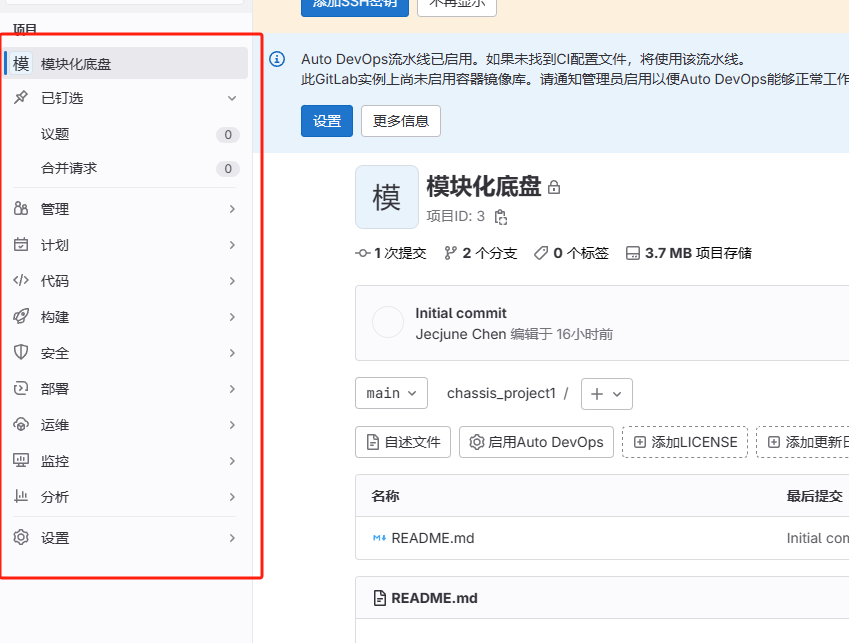 添加SSH密钥
不再显示
项目
模 模块化底盘
已钉选
议题 0
合并请求 0
管理
计划
代码
构建
安全
部署
运维
监控
分析
设置
Auto DevOps流水线已启用。如果未找到CI配置文件，将使用该流水线。
此GitLab实例上尚未启用容器镜像库。请通知管理员启用以便Auto DevOps能够正常工作
设置 更多信息
模 模块化底盘
项目ID: 3
1 次提交 2 个分支 0 个标签 3.7 MB 项目存储
Initial commit
Jecjune Chen 编辑于 16小时前
main chassis_project1 /
自述文件 启用Auto DevOps 添加LICENSE 添加更新日
名称 最后提交
README.md Initial com
README.md